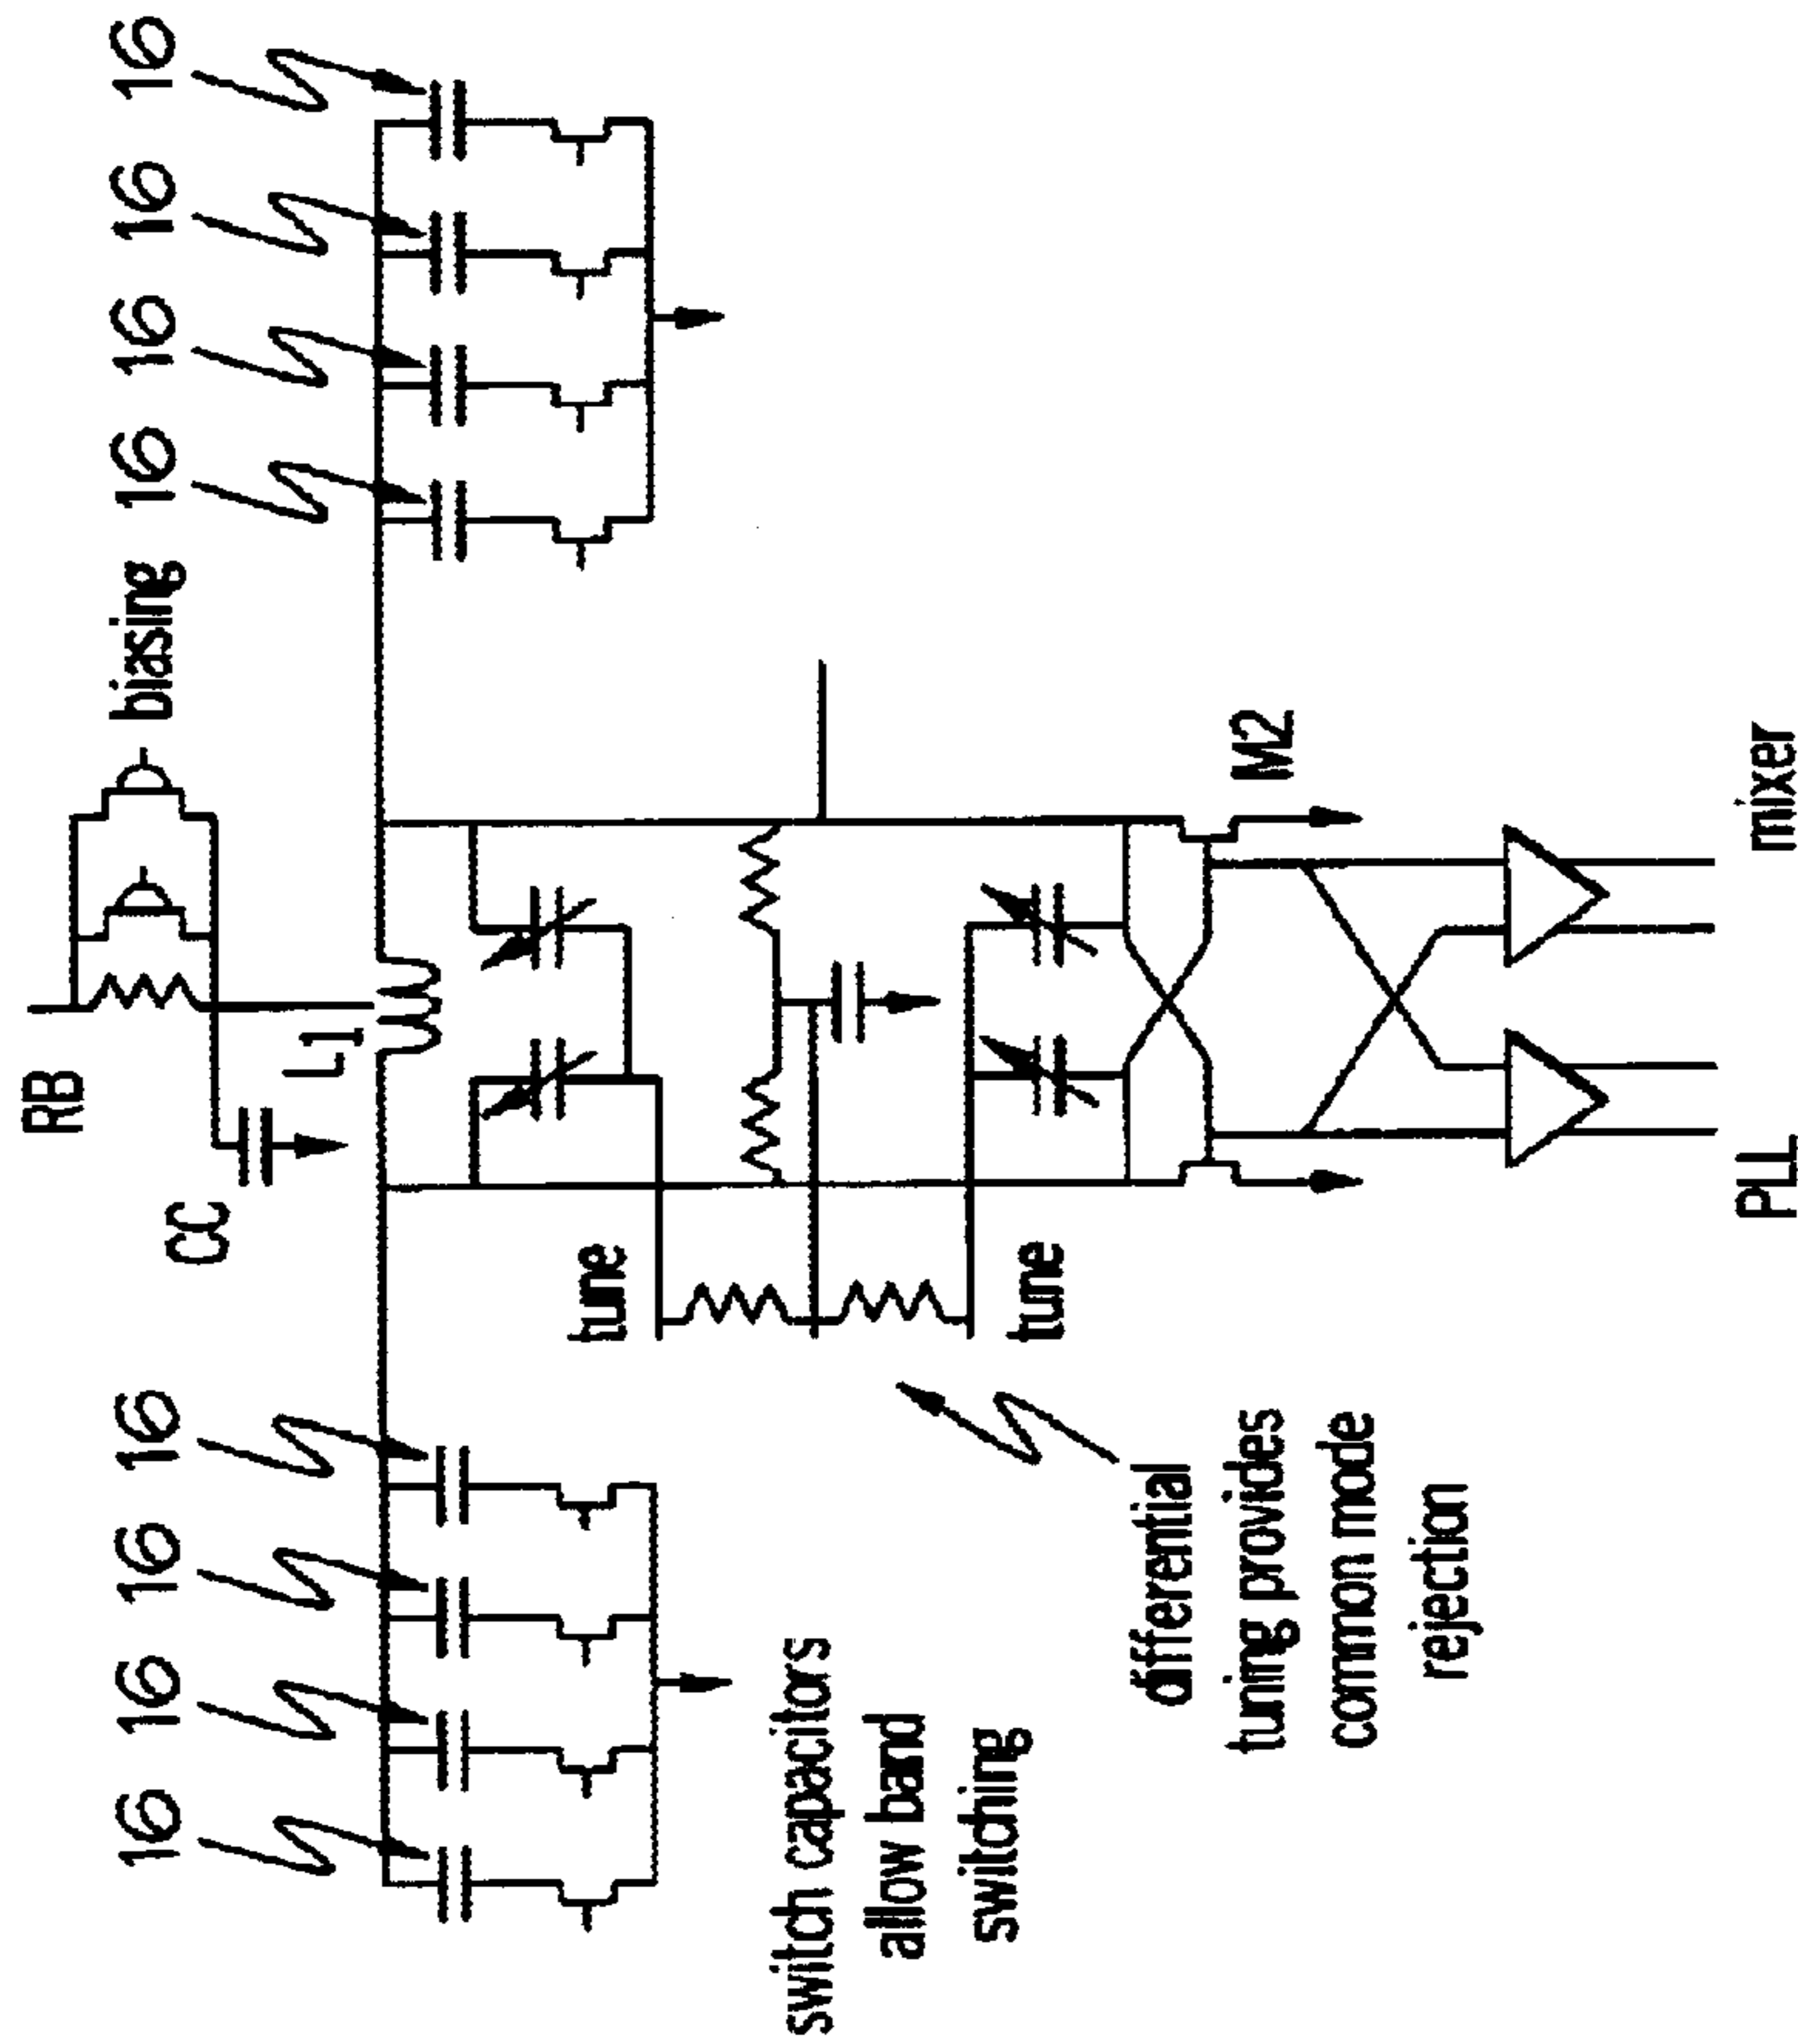 RB
biasing
CC
L1
16
16
16
16
16
16
16
16
tune
tune
M2
switch capacitors
allow band
switching
differential
tuning provides
common mode
rejection
PLL
mixer